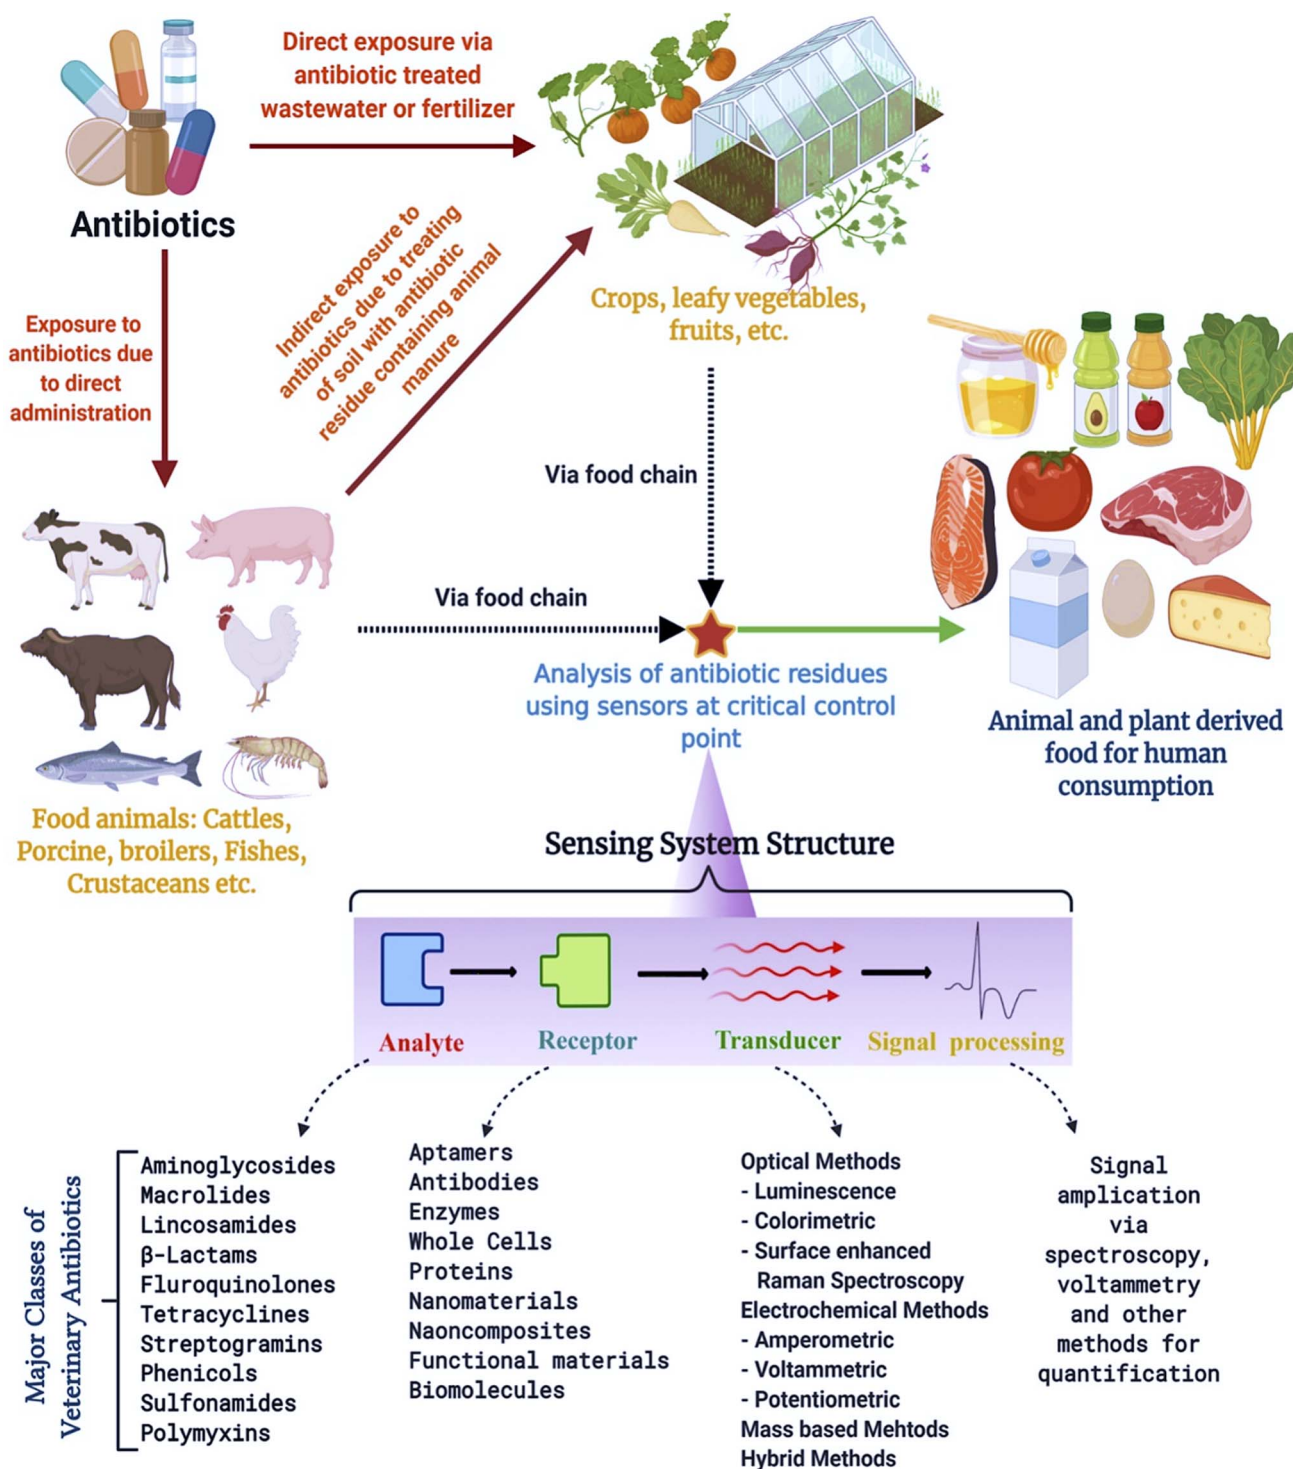 Direct exposure via
antibiotic treated
wastewater or fertilizer
Antibiotics
Indirect exposure to
antibiotics due to treating
of soil with antibiotic
residue containing animal
manure
Exposure to
antibiotics due
to direct
administration
Crops, leafy vegetables,
fruits, etc.
Via food chain
Via food chain
Analysis of antibiotic residues
using sensors at critical control
point
Animal and plant derived
food for human
consumption
Food animals: Cattles,
Porcine, broilers, Fishes,
Crustaceans etc.
Sensing System Structure
Analyte
Receptor
Transducer
Signal processing
Major Classes of
Veterinary Antibiotics
Aminoglycosides
Macrolides
Lincosamides
β-Lactams
Fluroquinolones
Tetracyclines
Streptogramins
Phenicols
Sulfonamides
Polymyxins
Aptamers
Antibodies
Enzymes
Whole Cells
Proteins
Nanomaterials
Naoncomposites
Functional materials
Biomolecules
Optical Methods
- Luminescence
- Colorimetric
- Surface enhanced
Raman Spectroscopy
Electrochemical Methods
- Amperometric
- Voltammetric
- Potentiometric
Mass based Mehtods
Hybrid Methods
Signal
amplication
via
spectroscopy,
voltammetry
and other
methods for
quantification